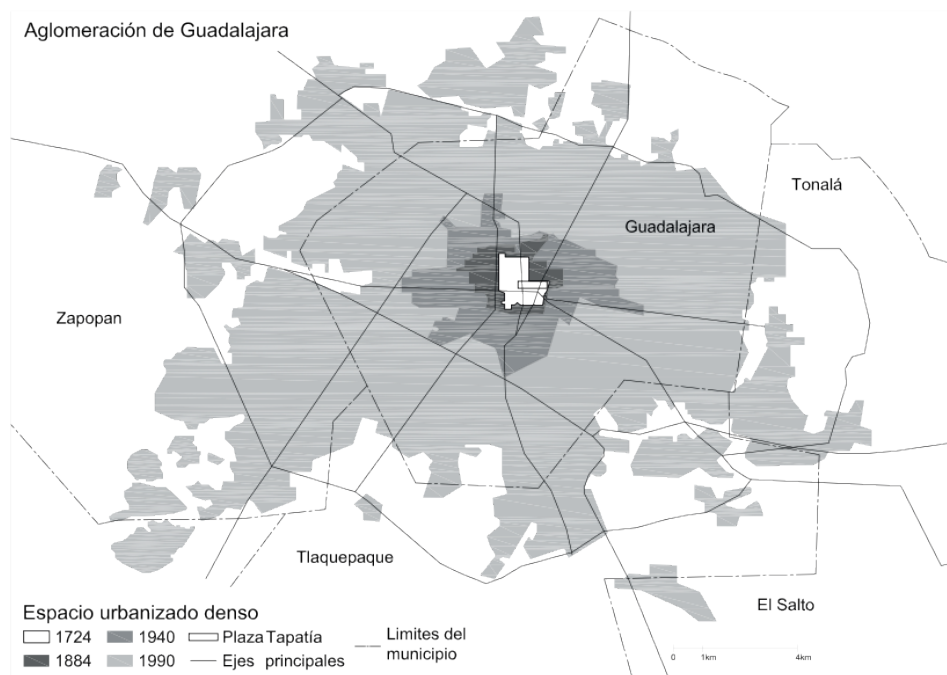 Aglomeración de Guadalajara
Tonalá
Guadalajara
Zapopan
Tlaquepaque
El Salto
Espacio urbanizado denso
1724
1940
Plaza Tapatía
Limites del
municipio
1884
1990
Ejes principales
0 1km 4km